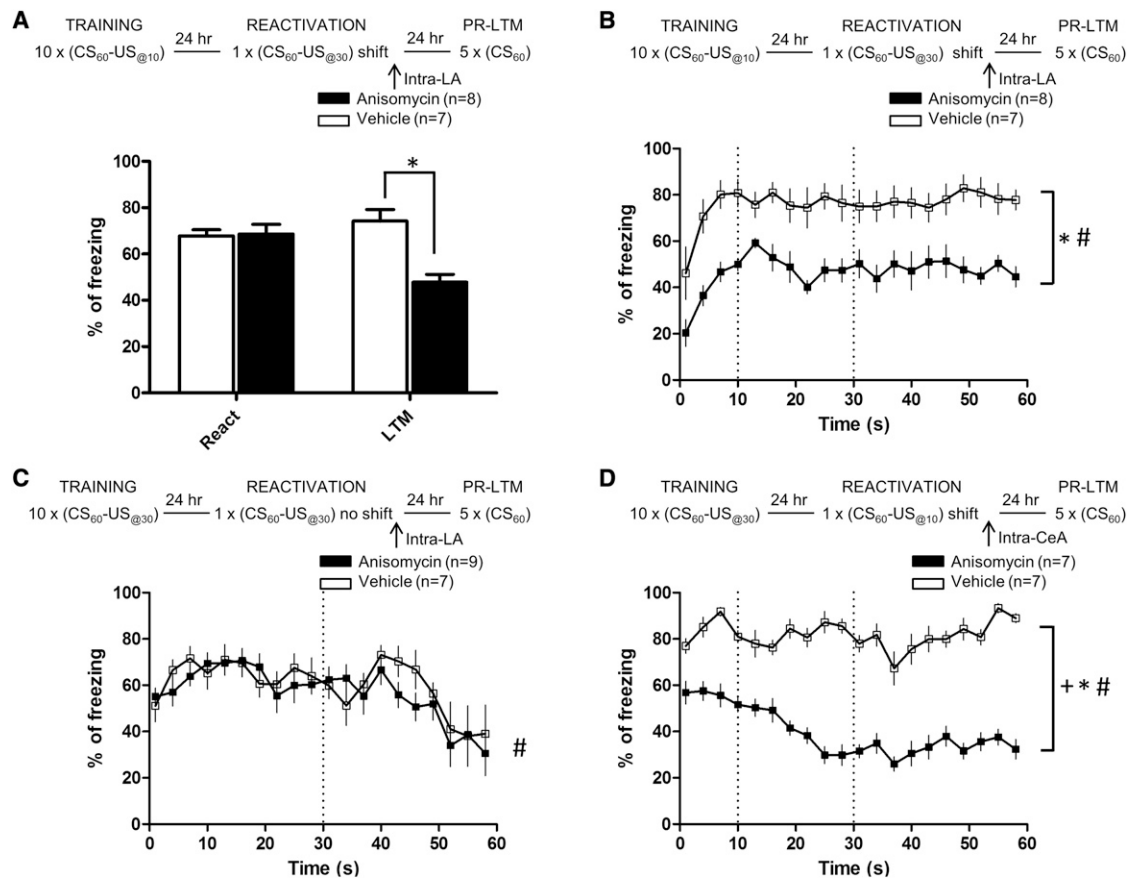 A
TRAINING 24 hr REACTIVATION 24 hr PR-LTM
10 x (CS60-US@10) 1 x (CS60-US@30) shift 5 x (CS60)
Intra-LA
Anisomycin (n=8)
Vehicle (n=7)
% of freezing
100
80
60
40
20
0
*
React
LTM
B
TRAINING 24 hr REACTIVATION 24 hr PR-LTM
10 x (CS60-US@10) 1 x (CS60-US@30) shift 5 x (CS60)
Intra-LA
Anisomycin (n=8)
Vehicle (n=7)
% of freezing
100
80
60
40
20
0
* #
0 10 20 30 40 50 60
Time (s)
C
TRAINING 24 hr REACTIVATION 24 hr PR-LTM
10 x (CS60-US@30) 1 x (CS60-US@30) no shift 5 x (CS60)
Intra-LA
Anisomycin (n=9)
Vehicle (n=7)
% of freezing
100
80
60
40
20
0
#
0 10 20 30 40 50 60
Time (s)
D
TRAINING 24 hr REACTIVATION 24 hr PR-LTM
10 x (CS60-US@30) 1 x (CS60-US@10) shift 5 x (CS60)
Intra-CeA
Anisomycin (n=7)
Vehicle (n=7)
% of freezing
100
80
60
40
20
0
+ * #
0 10 20 30 40 50 60
Time (s)